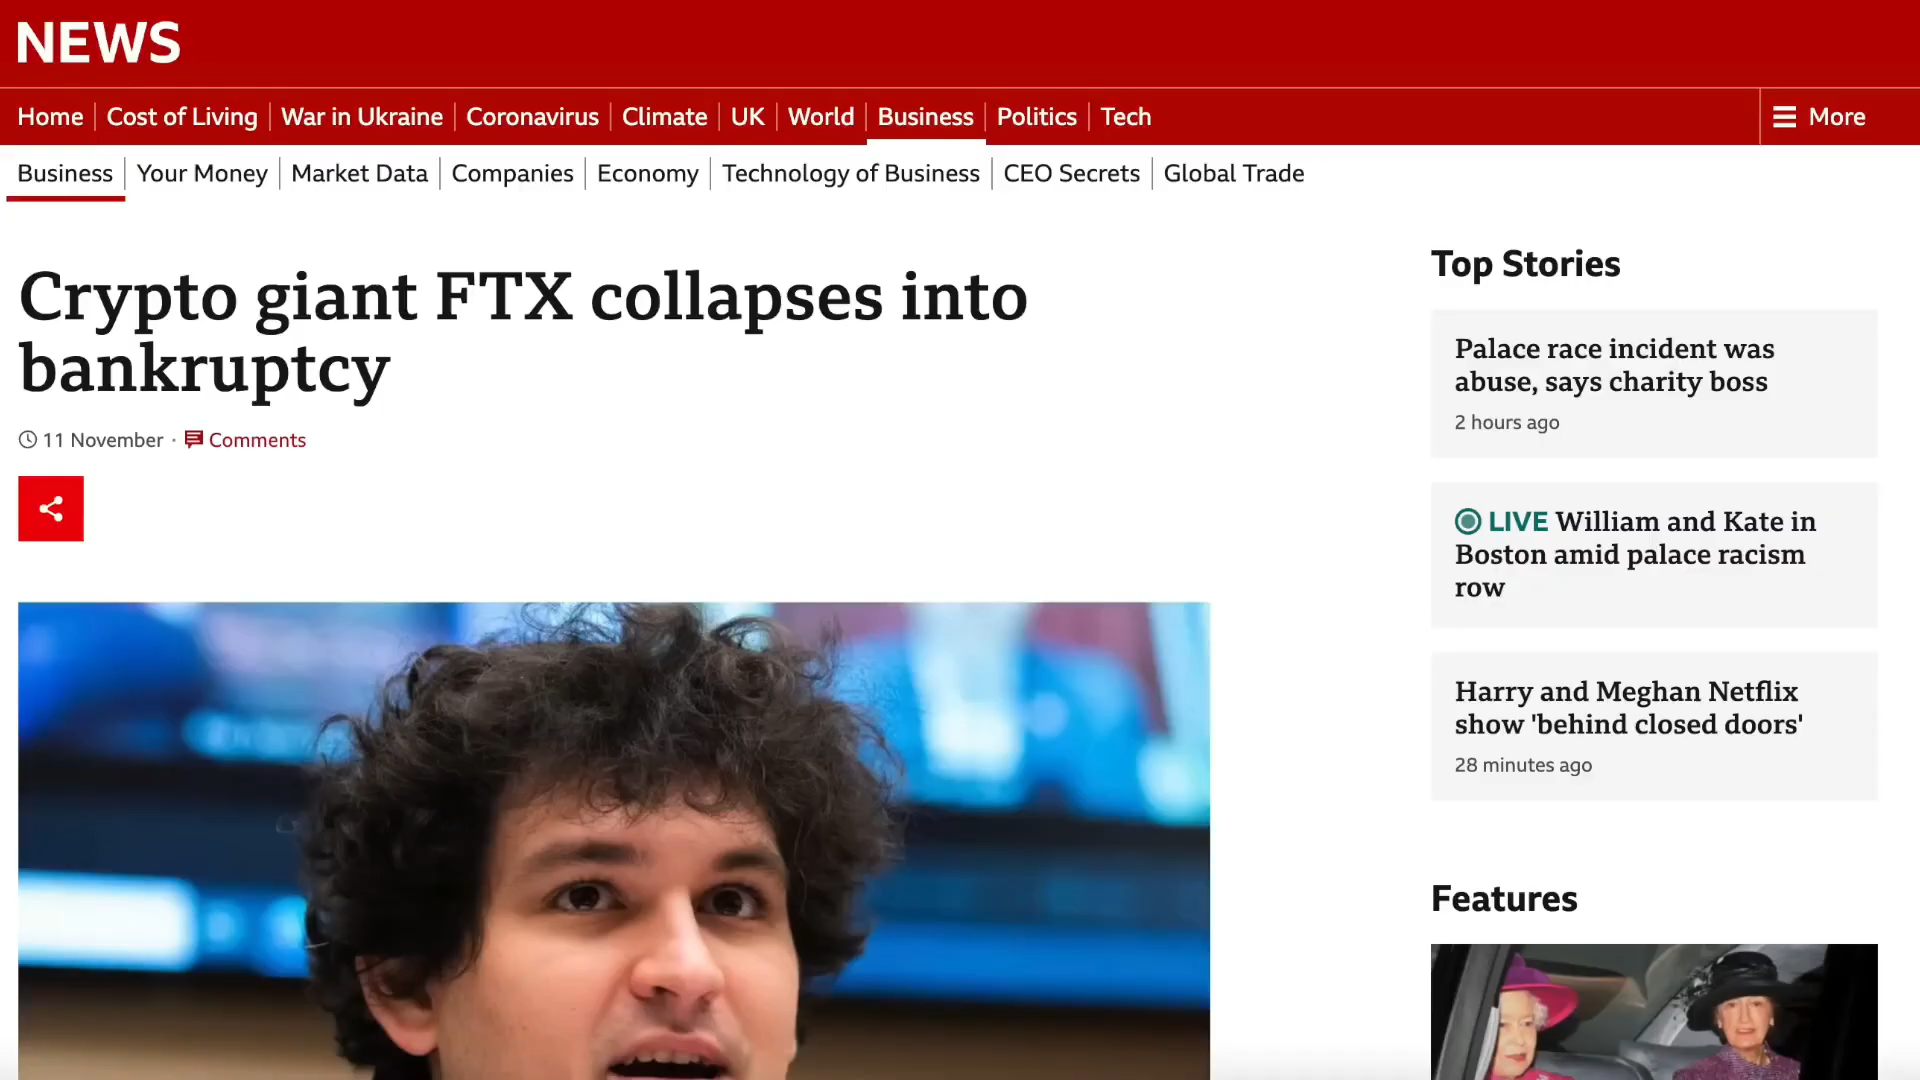 NEWS
Home Cost of Living War in Ukraine Coronavirus Climate UK World Business Politics Tech More
Business Your Money Market Data Companies Economy Technology of Business CEO Secrets Global Trade
Crypto giant FTX collapses into
bankruptcy
11 November · Comments
Top Stories
Palace race incident was
abuse, says charity boss
2 hours ago
LIVE William and Kate in
Boston amid palace racism
row
Harry and Meghan Netflix
show 'behind closed doors'
28 minutes ago
Features